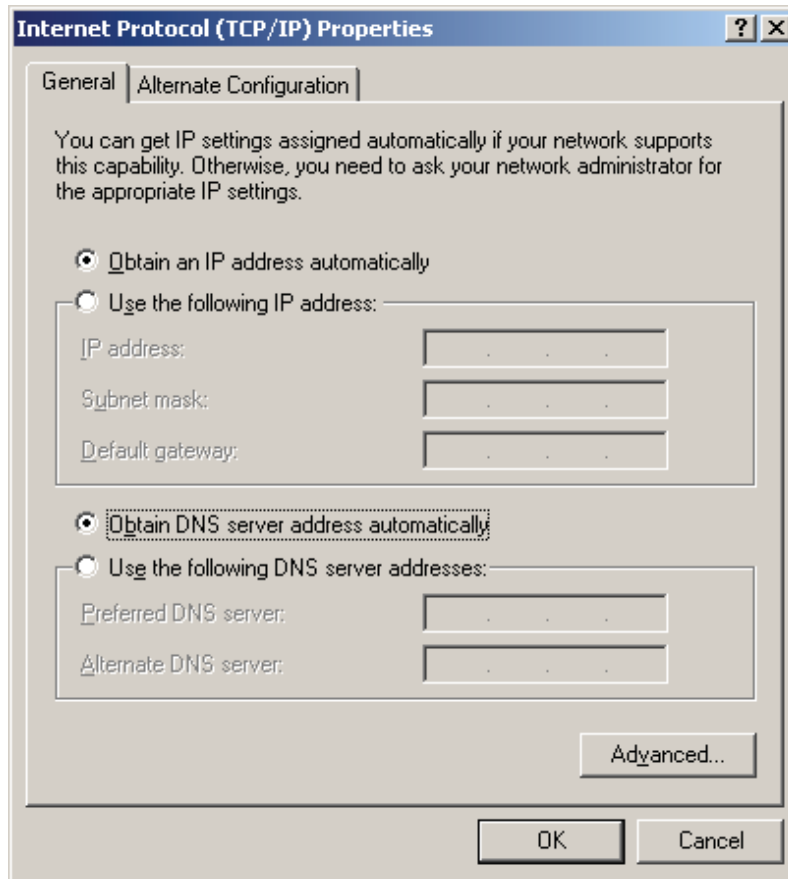 Internet Protocol (TCP/IP) Properties
General
Alternate Configuration
You can get IP settings assigned automatically if your network supports
this capability. Otherwise, you need to ask your network administrator for
the appropriate IP settings.
Obtain an IP address automatically
Use the following IP address:
IP address:
Subnet mask:
Default gateway:
Obtain DNS server address automatically
Use the following DNS server addresses:
Preferred DNS server:
Alternate DNS server:
Advanced...
OK
Cancel